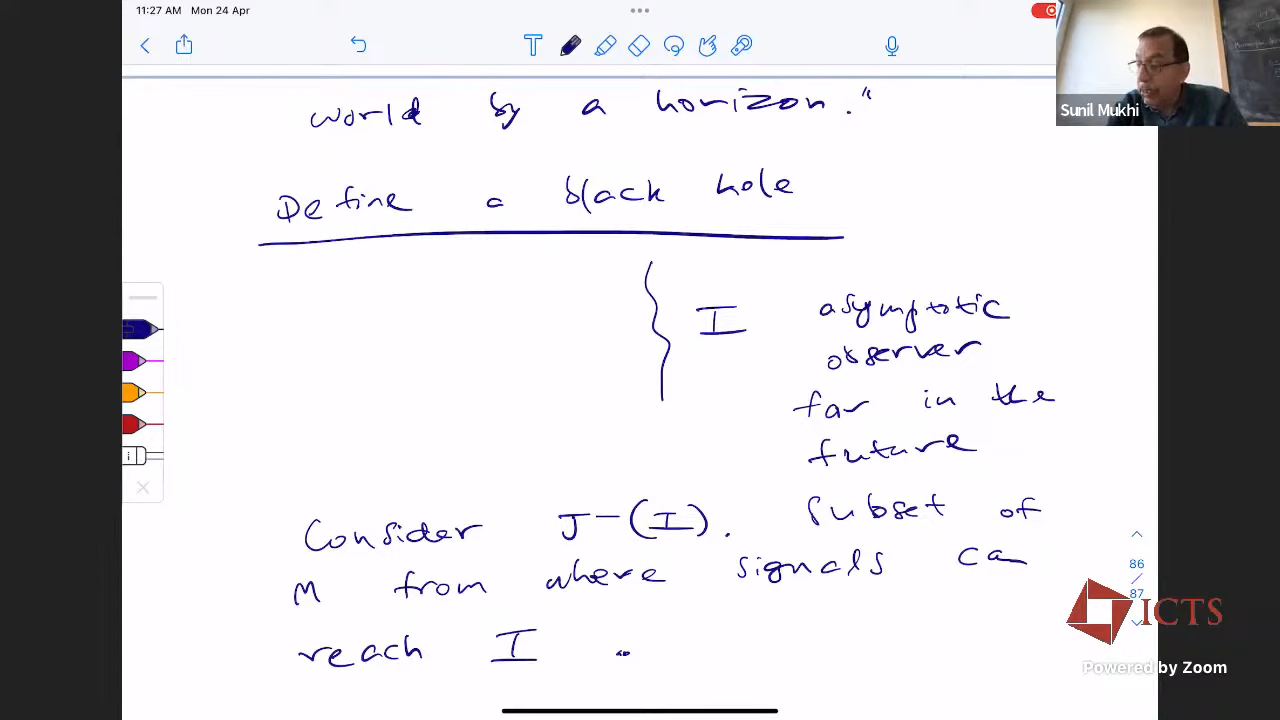 11:27 AM Mon 24 Apr
world by a horizon."
Sunil Mukhi
Define a black hole
I asymptotic
observer
far in the
future
Consider J-(I). Subset of
M from where signals can
reach I
86
/
87
ICTS
Powered by Zoom